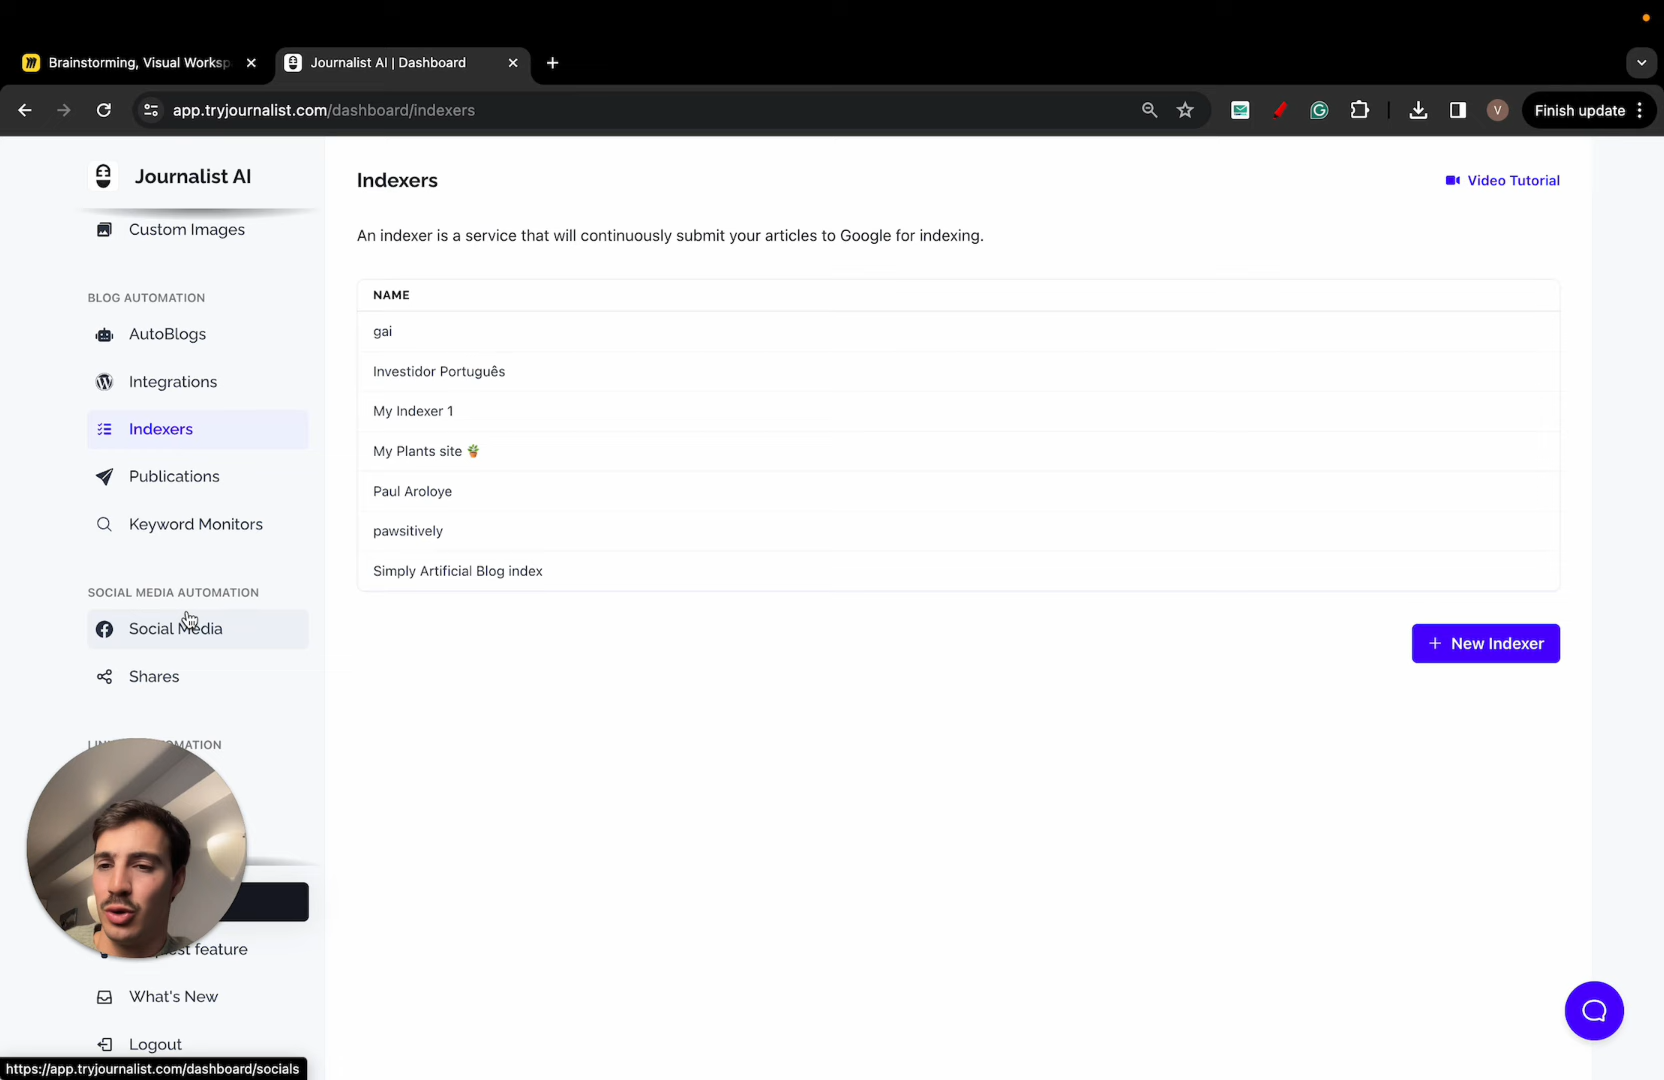 Brainstorming, Visual Worksp
Journalist AI | Dashboard
app.tryjournalist.com/dashboard/indexers
V
Finish update
Journalist AI
Custom Images
BLOG AUTOMATION
AutoBlogs
Integrations
Indexers
Publications
Keyword Monitors
SOCIAL MEDIA AUTOMATION
Social Media
Shares
feature
What's New
Logout
https://app.tryjournalist.com/dashboard/socials
Indexers
Video Tutorial
An indexer is a service that will continuously submit your articles to Google for indexing.
NAME
gai
Investidor Português
My Indexer 1
My Plants site 🪴
Paul Aroloye
pawsitively
Simply Artificial Blog index
+ New Indexer